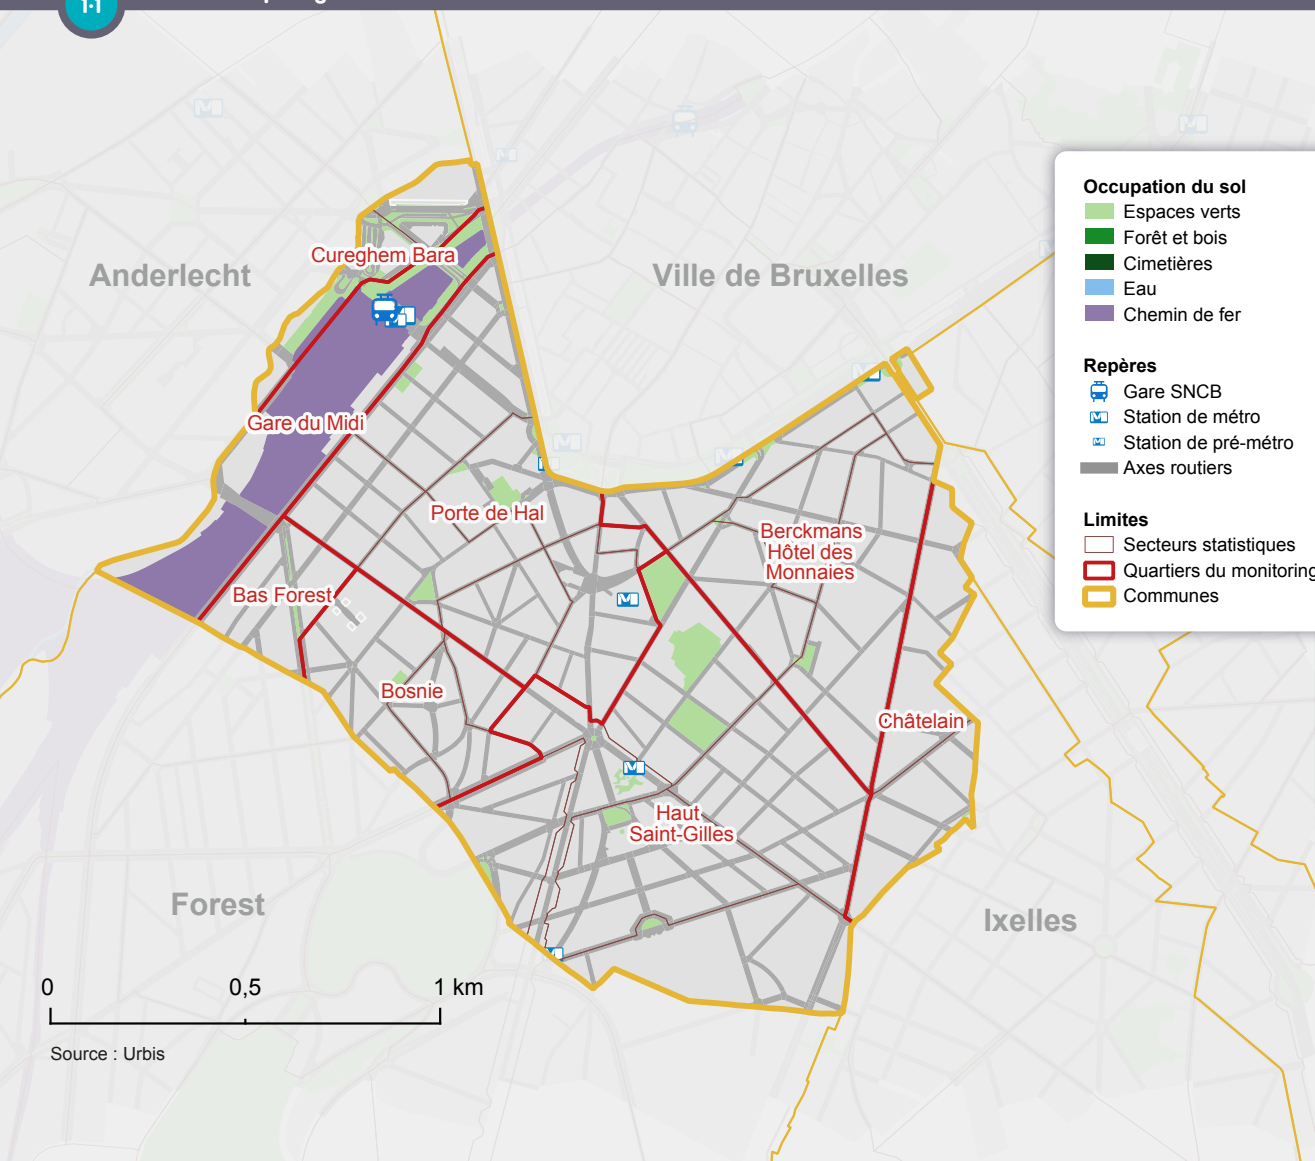 1·1
Anderlecht
Ville de Bruxelles
Cureghem Bara
Gare du Midi
Porte de Hal
Berckmans
Hôtel des
Monnaies
Bas Forest
Bosnie
Châtelain
Haut
Saint-Gilles
Forest
Ixelles
Occupation du sol
Espaces verts
Forêt et bois
Cimetières
Eau
Chemin de fer
Repères
Gare SNCB
Station de métro
Station de pré-métro
Axes routiers
Limites
Secteurs statistiques
Quartiers du monitoring
Communes
0 0,5 1 km
Source : Urbis